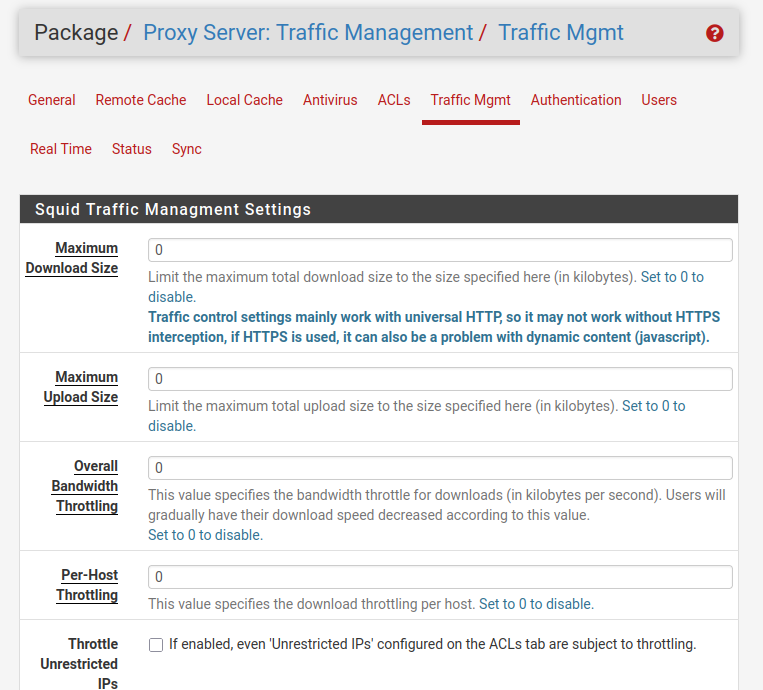 Package / Proxy Server: Traffic Management / Traffic Mgmt ?
General Remote Cache Local Cache Antivirus ACLs Traffic Mgmt Authentication Users
Real Time Status Sync
Squid Traffic Managment Settings
Maximum
Download Size
0
Limit the maximum total download size to the size specified here (in kilobytes). Set to 0 to
disable.
Traffic control settings mainly work with universal HTTP, so it may not work without HTTPS
interception, if HTTPS is used, it can also be a problem with dynamic content (javascript).
Maximum
Upload Size
0
Limit the maximum total upload size to the size specified here (in kilobytes). Set to 0 to
disable.
Overall
Bandwidth
Throttling
0
This value specifies the bandwidth throttle for downloads (in kilobytes per second). Users will
gradually have their download speed decreased according to this value.
Set to 0 to disable.
Per-Host
Throttling
0
This value specifies the download throttling per host. Set to 0 to disable.
Throttle
Unrestricted
IPs
If enabled, even 'Unrestricted IPs' configured on the ACLs tab are subject to throttling.